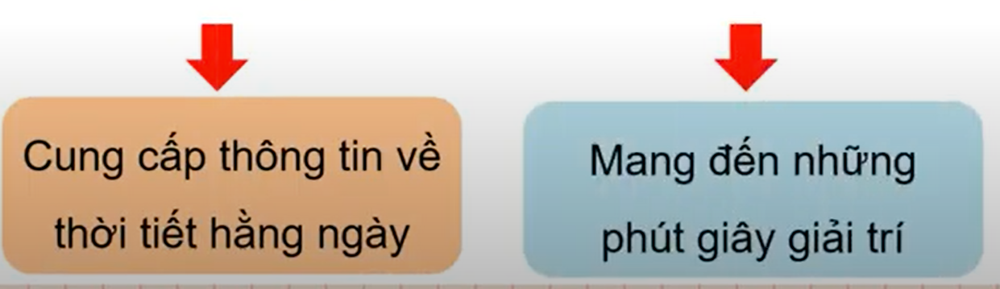 Cung cấp thông tin về
thời tiết hằng ngày
Mang đến những
phút giây giải trí